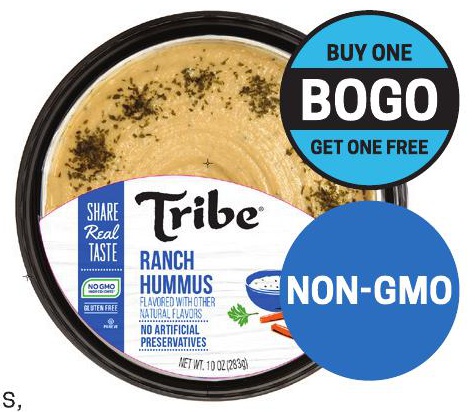 BUY ONE
BOGO
GET ONE FREE
SHARE
Real
TASTE
Tribe®
RANCH
HUMMUS
FLAVORED WITH OTHER
NATURAL FLAVORS
NO ARTIFICIAL
PRESERVATIVES
NO GMO
GLUTEN FREE
NET WT. 10 OZ (283g)
NON-GMO
S,